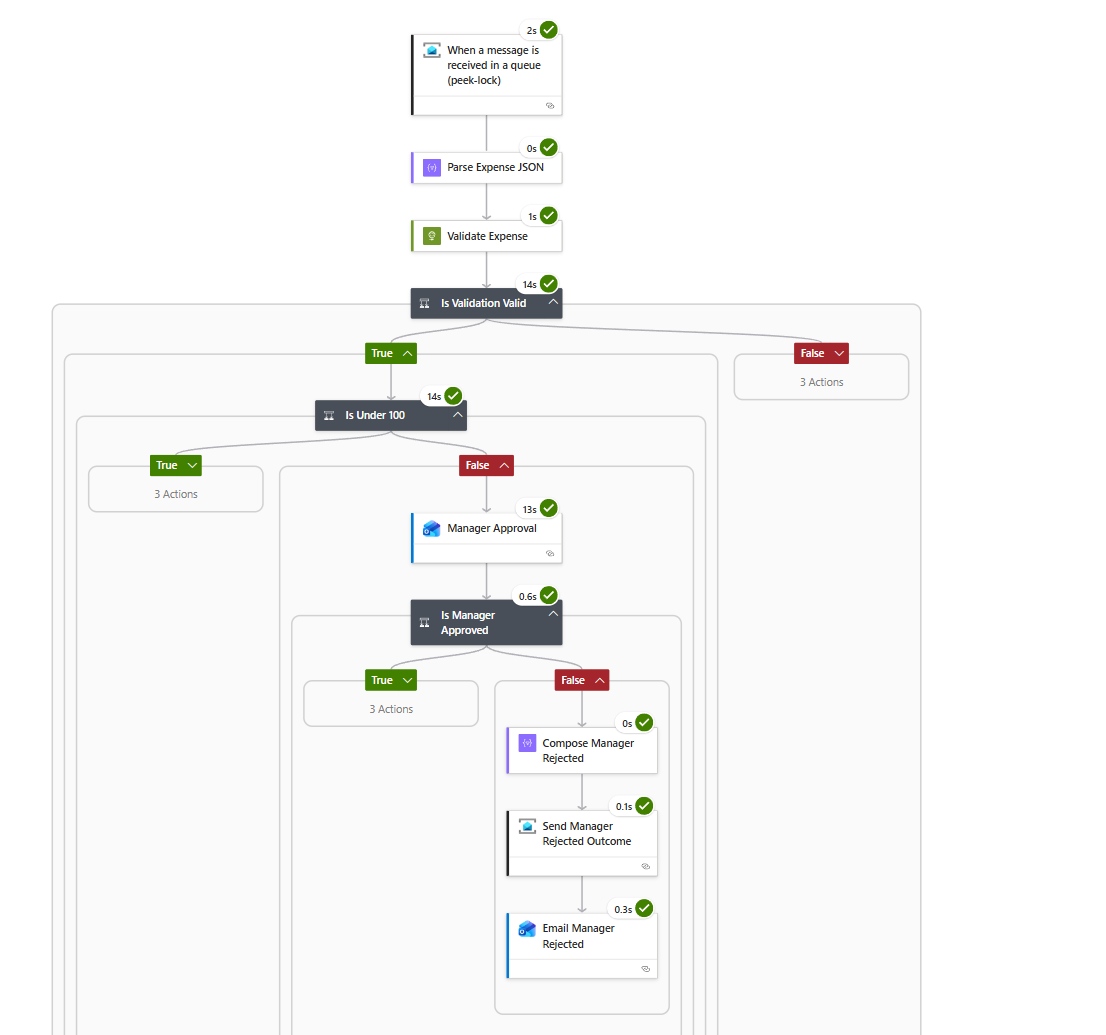 2s
When a message is
received in a queue
(peek-lock)
0s
Parse Expense JSON
1s
Validate Expense
14s
Is Validation Valid
True
False
3 Actions
14s
Is Under 100
True
False
3 Actions
13s
Manager Approval
0.6s
Is Manager
Approved
True
False
3 Actions
0s
Compose Manager
Rejected
0.1s
Send Manager
Rejected Outcome
0.3s
Email Manager
Rejected